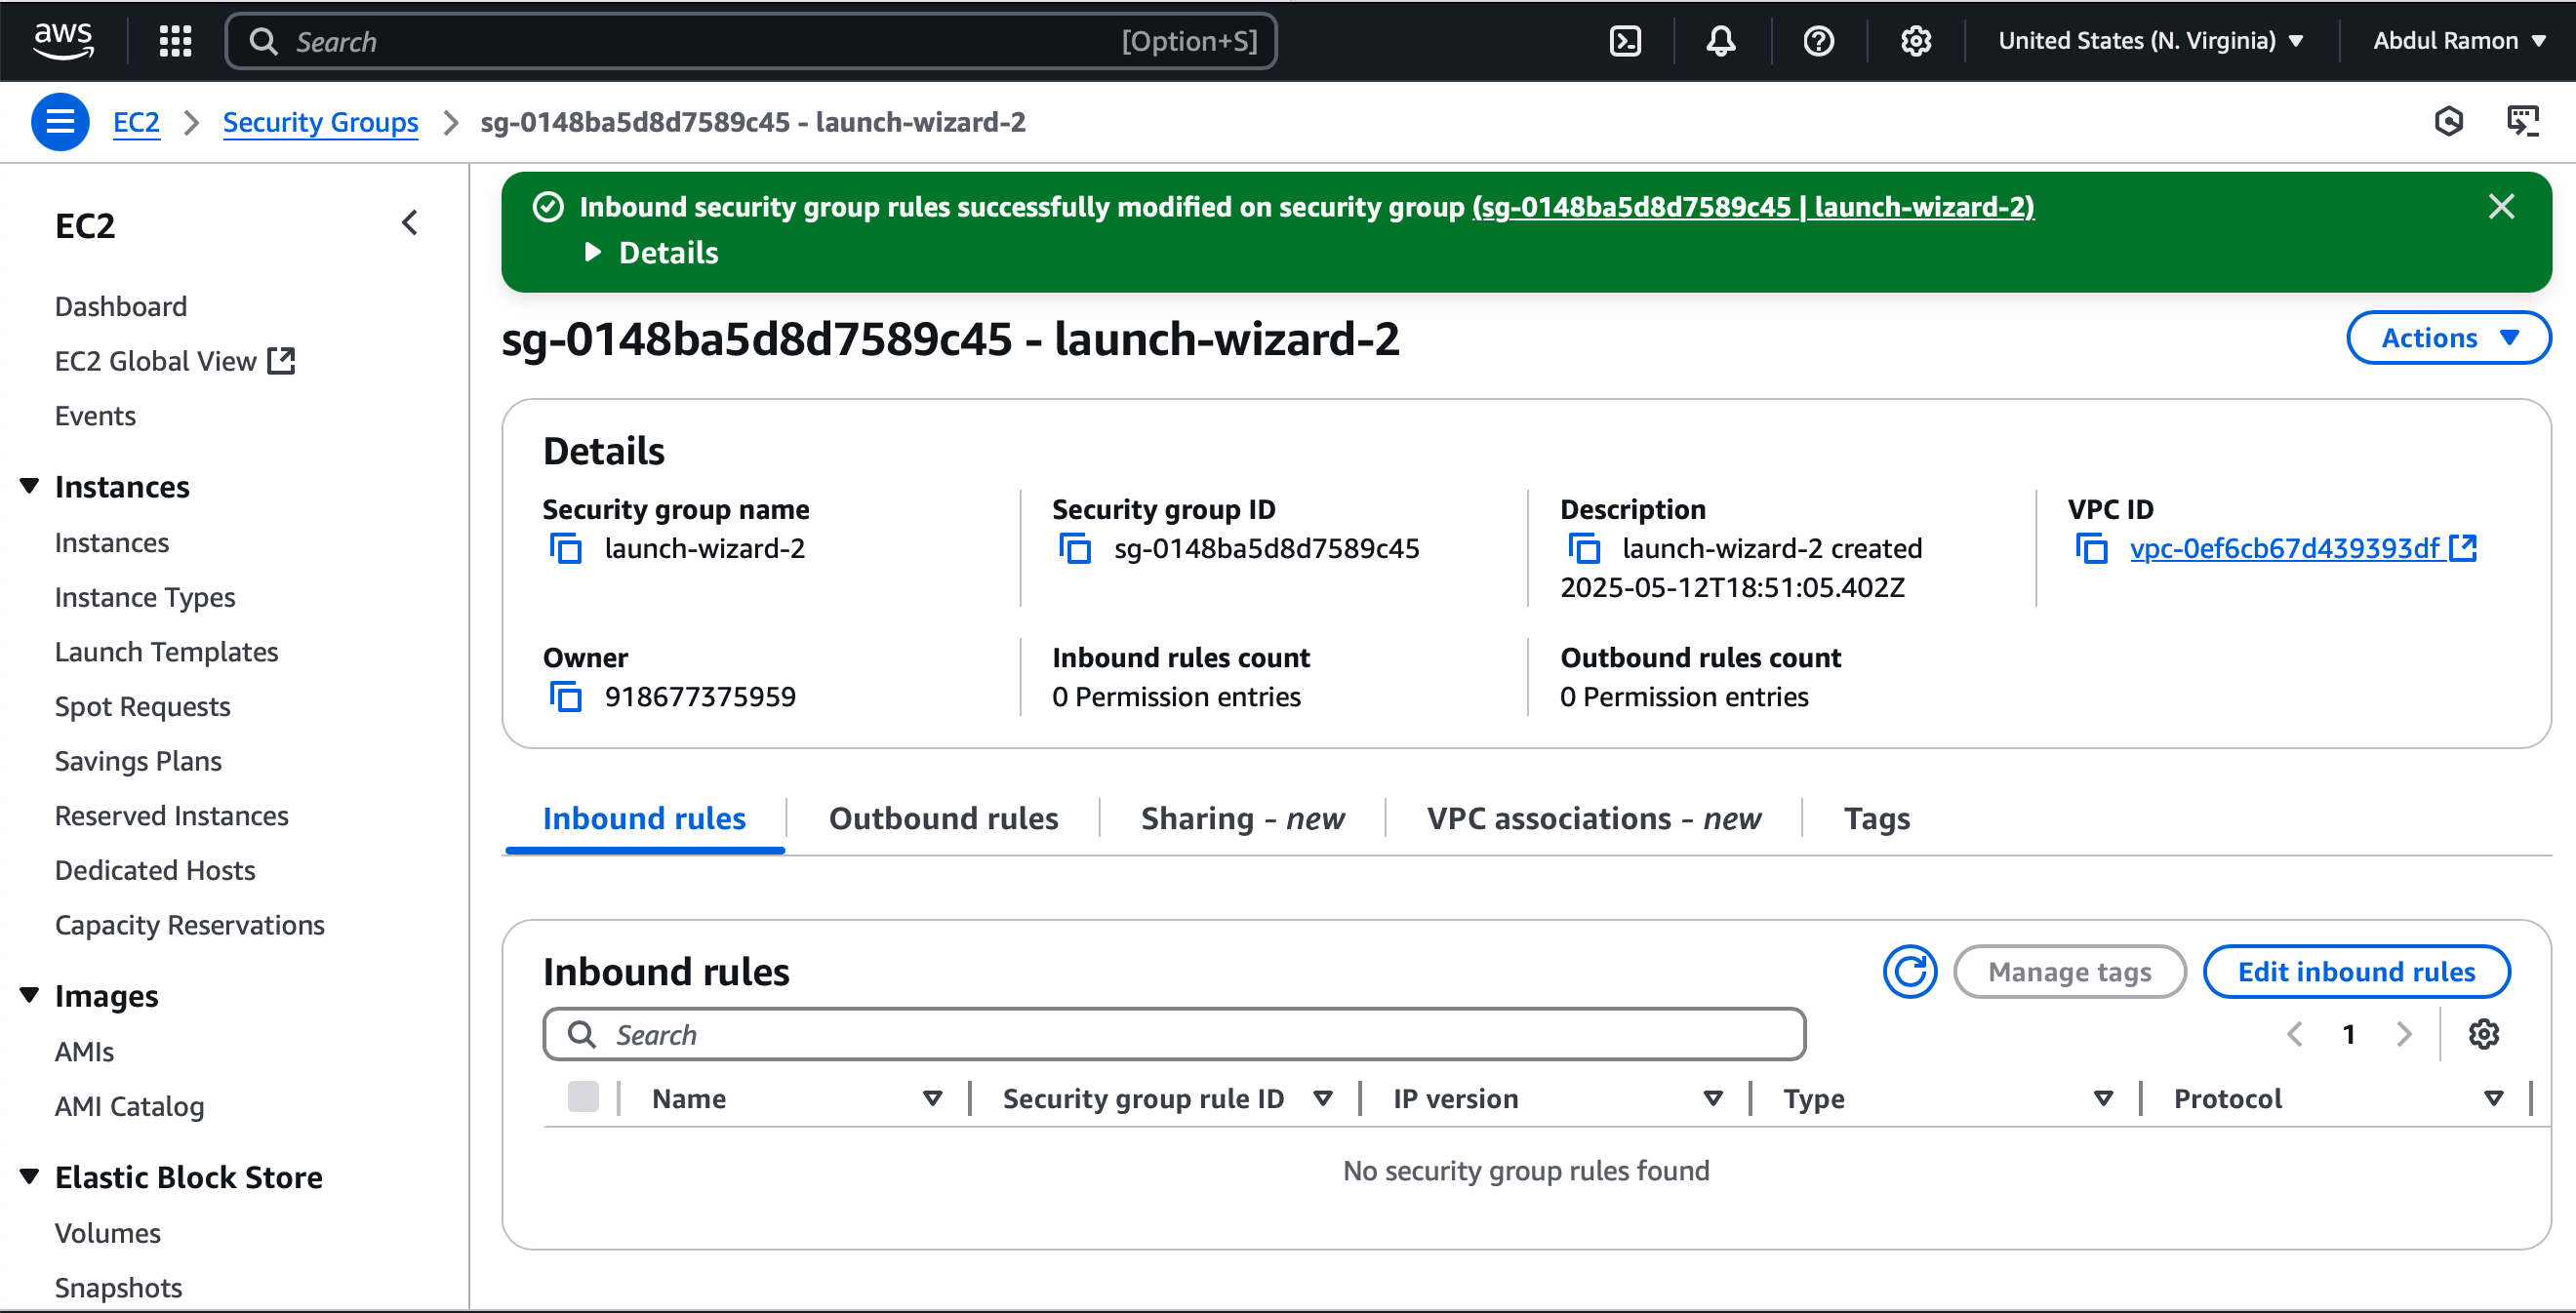 aws
Search
[Option+S]
United States (N. Virginia)
Abdul Ramon
EC2
Security Groups
sg-0148ba5d8d7589c45 - launch-wizard-2
EC2
Dashboard
EC2 Global View
Events
Instances
Instances
Instance Types
Launch Templates
Spot Requests
Savings Plans
Reserved Instances
Dedicated Hosts
Capacity Reservations
Images
AMIs
AMI Catalog
Elastic Block Store
Volumes
Snapshots
Inbound security group rules successfully modified on security group (sg-0148ba5d8d7589c45 | launch-wizard-2)
Details
sg-0148ba5d8d7589c45 - launch-wizard-2
Actions
Details
Security group name
launch-wizard-2
Security group ID
sg-0148ba5d8d7589c45
Description
launch-wizard-2 created
2025-05-12T18:51:05.402Z
VPC ID
vpc-0ef6cb67d439393df
Owner
918677375959
Inbound rules count
0 Permission entries
Outbound rules count
0 Permission entries
Inbound rules
Outbound rules
Sharing - new
VPC associations - new
Tags
Inbound rules
Manage tags
Edit inbound rules
Search
1
Name
Security group rule ID
IP version
Type
Protocol
No security group rules found